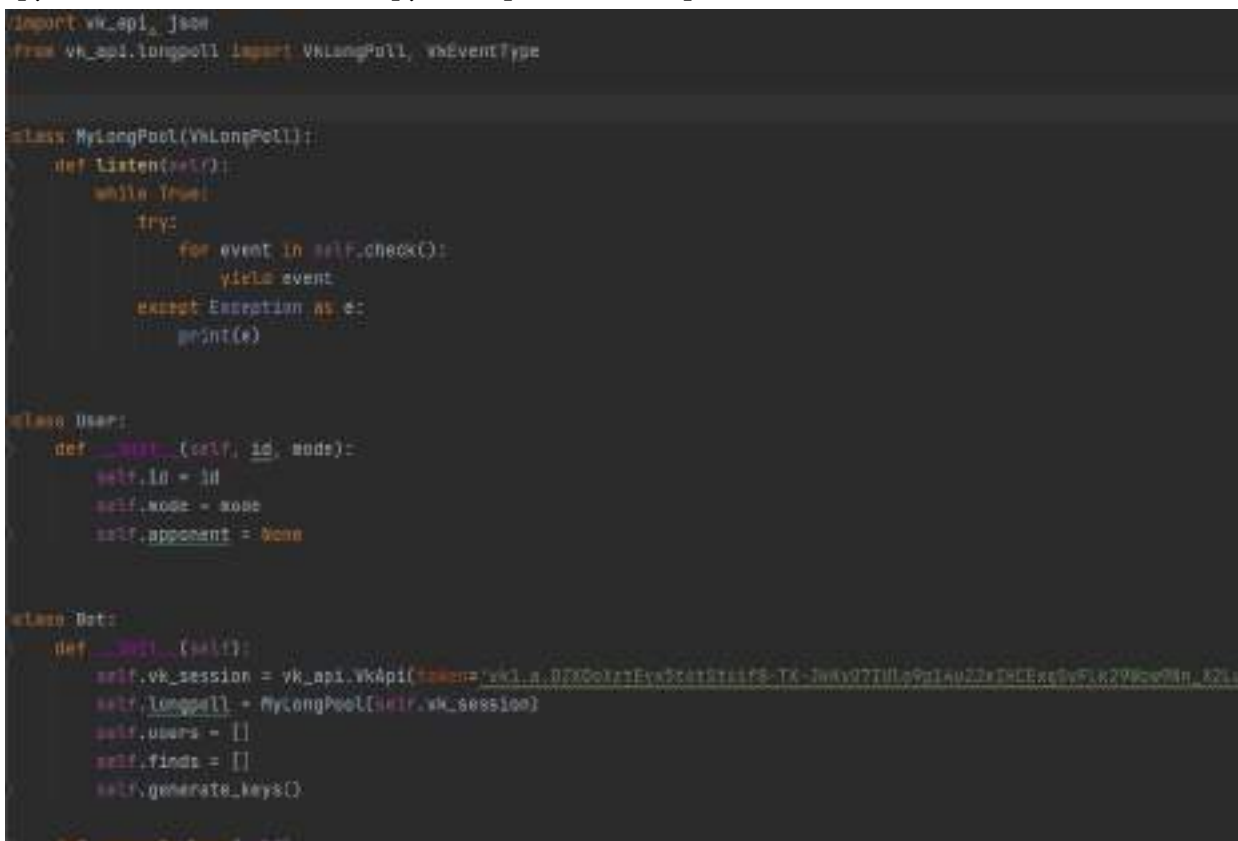 import vk_api, json
from vk_api.longpoll import VkLongPoll, VkEventType
class MyLongPool(VkLongPoll):
def listen(self):
while True:
try:
for event in self.check():
yield event
except Exception as e:
print(e)
class User:
def __init__(self, id, mode):
self.id = id
self.mode = mode
self.apponent = None
class Bot:
def __init__(self):
self.vk_session = vk_api.VkApi(token=
self.longpoll = MyLongPool(self.vk_session)
self.users = []
self.finds = []
self.generate_keys()